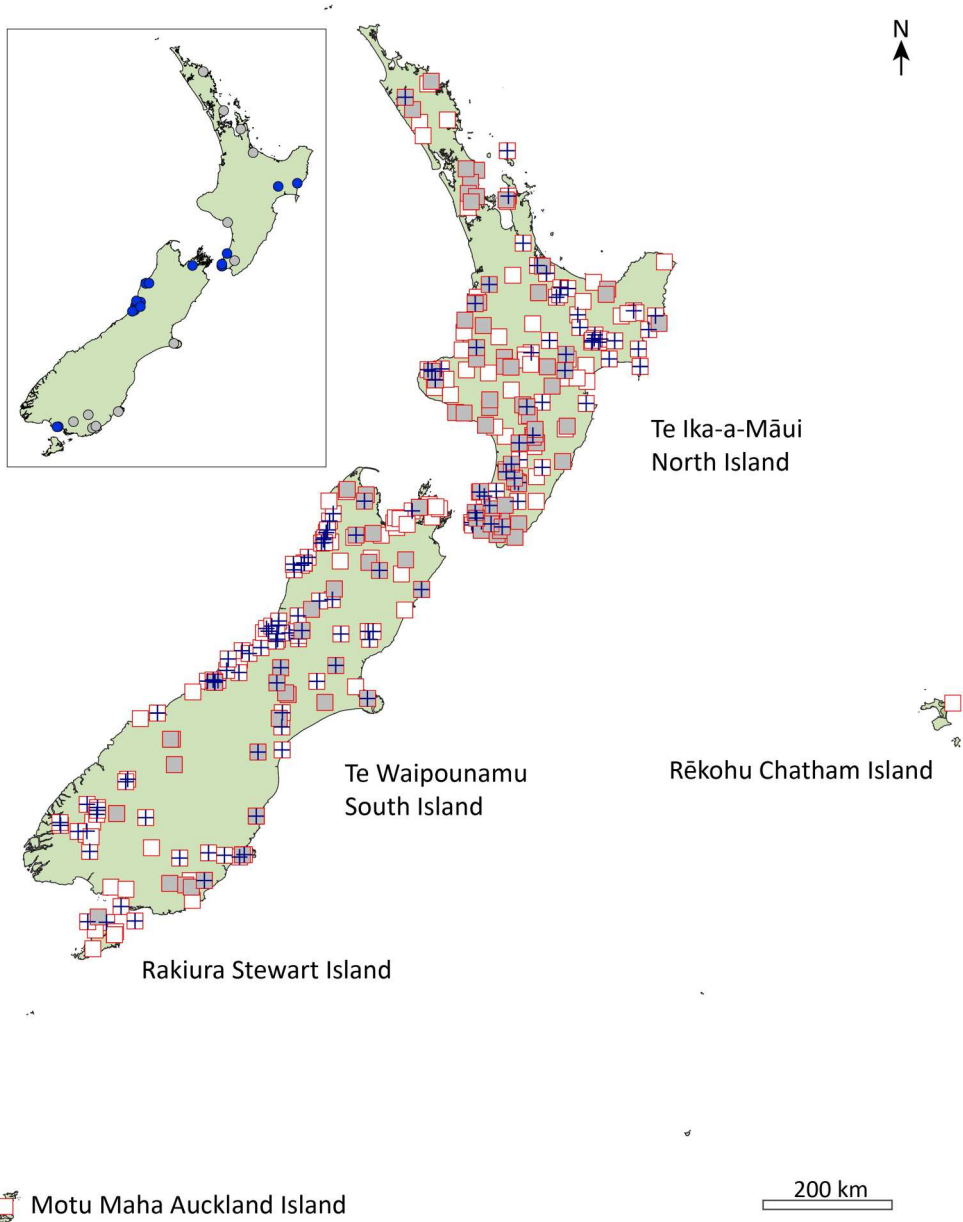 N
Te Ika-a-Māui
North Island
Te Waipounamu
South Island
Rēkohu Chatham Island
Rakiura Stewart Island
Motu Maha Auckland Island
200 km